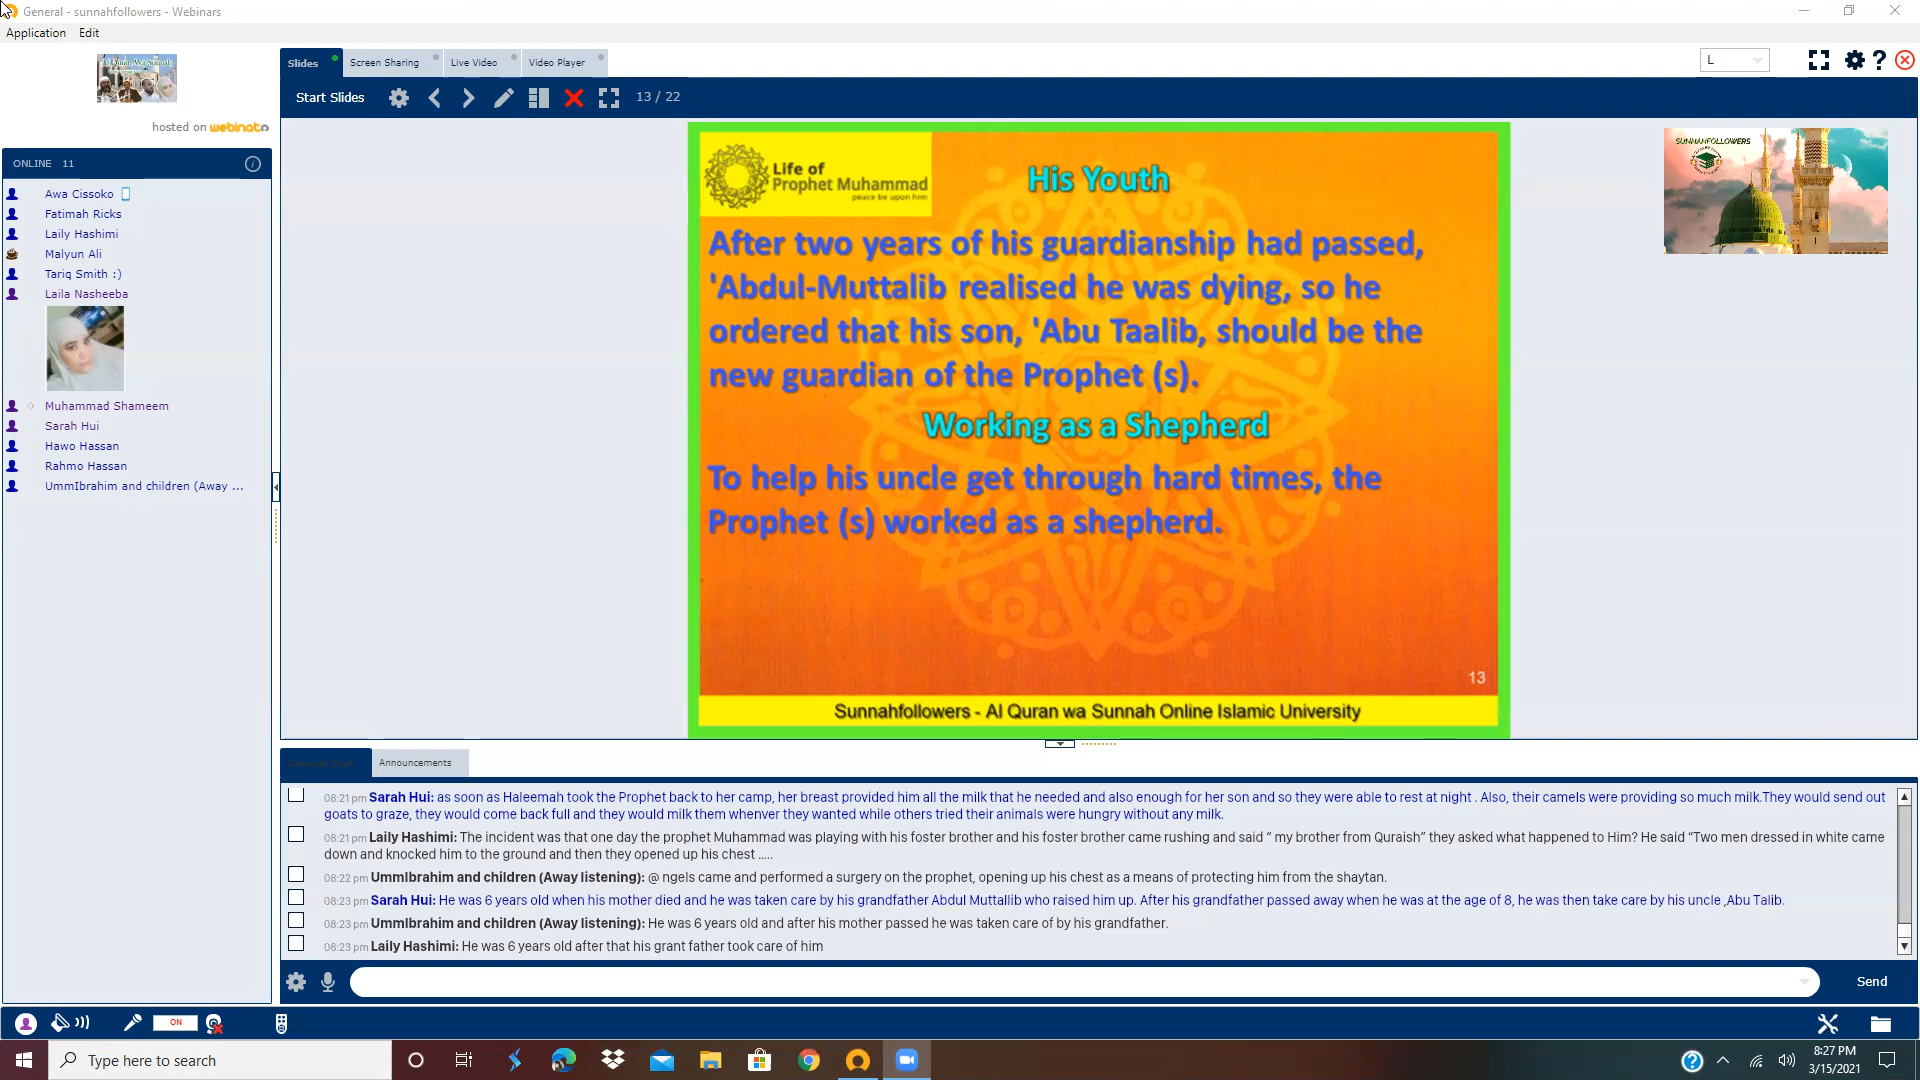 General - sunnahfollowers - Webinars
Application Edit
hosted on webinato
ONLINE 11
Awa Cissoko
Fatimah Ricks
Laily Hashimi
Malyun Ali
Tariq Smith :)
Laila Nasheeba
Muhammad Shameem
Sarah Hui
Hawo Hassan
Rahmo Hassan
UmmIbrahim and children (Away ...
Slides Screen Sharing Live Video Video Player
L
?
Start Slides 13 / 22
Life of
Prophet Muhammad
peace be upon him
His Youth
After two years of his guardianship had passed,
'Abdul-Muttalib realised he was dying, so he
ordered that his son, 'Abu Taalib, should be the
new guardian of the Prophet (s).
Working as a Shepherd
To help his uncle get through hard times, the
Prophet (s) worked as a shepherd.
13
Sunnahfollowers - Al Quran wa Sunnah Online Islamic University
SUNNAHFOLLOWERS
General Chat Announcements
08:21 pm Sarah Hui: as soon as Haleemah took the Prophet back to her camp, her breast provided him all the milk that he needed and also enough for her son and so they were able to rest at night . Also, their camels were providing so much milk.They would send out
goats to graze, they would come back full and they would milk them whenver they wanted while others tried their animals were hungry without any milk.
08:21 pm Laily Hashimi: The incident was that one day the prophet Muhammad was playing with his foster brother and his foster brother came rushing and said “ my brother from Quraish” they asked what happened to Him? He said “Two men dressed in white came
down and knocked him to the ground and then they opened up his chest .....
08:22 pm UmmIbrahim and children (Away listening): @ ngels came and performed a surgery on the prophet, opening up his chest as a means of protecting him from the shaytan.
08:23 pm Sarah Hui: He was 6 years old when his mother died and he was taken care by his grandfather Abdul Muttallib who raised him up. After his grandfather passed away when he was at the age of 8, he was then take care by his uncle ,Abu Talib.
08:23 pm UmmIbrahim and children (Away listening): He was 6 years old and after his mother passed he was taken care of by his grandfather.
08:23 pm Laily Hashimi: He was 6 years old after that his grant father took care of him
Send
ON
Type here to search
8:27 PM
3/15/2021